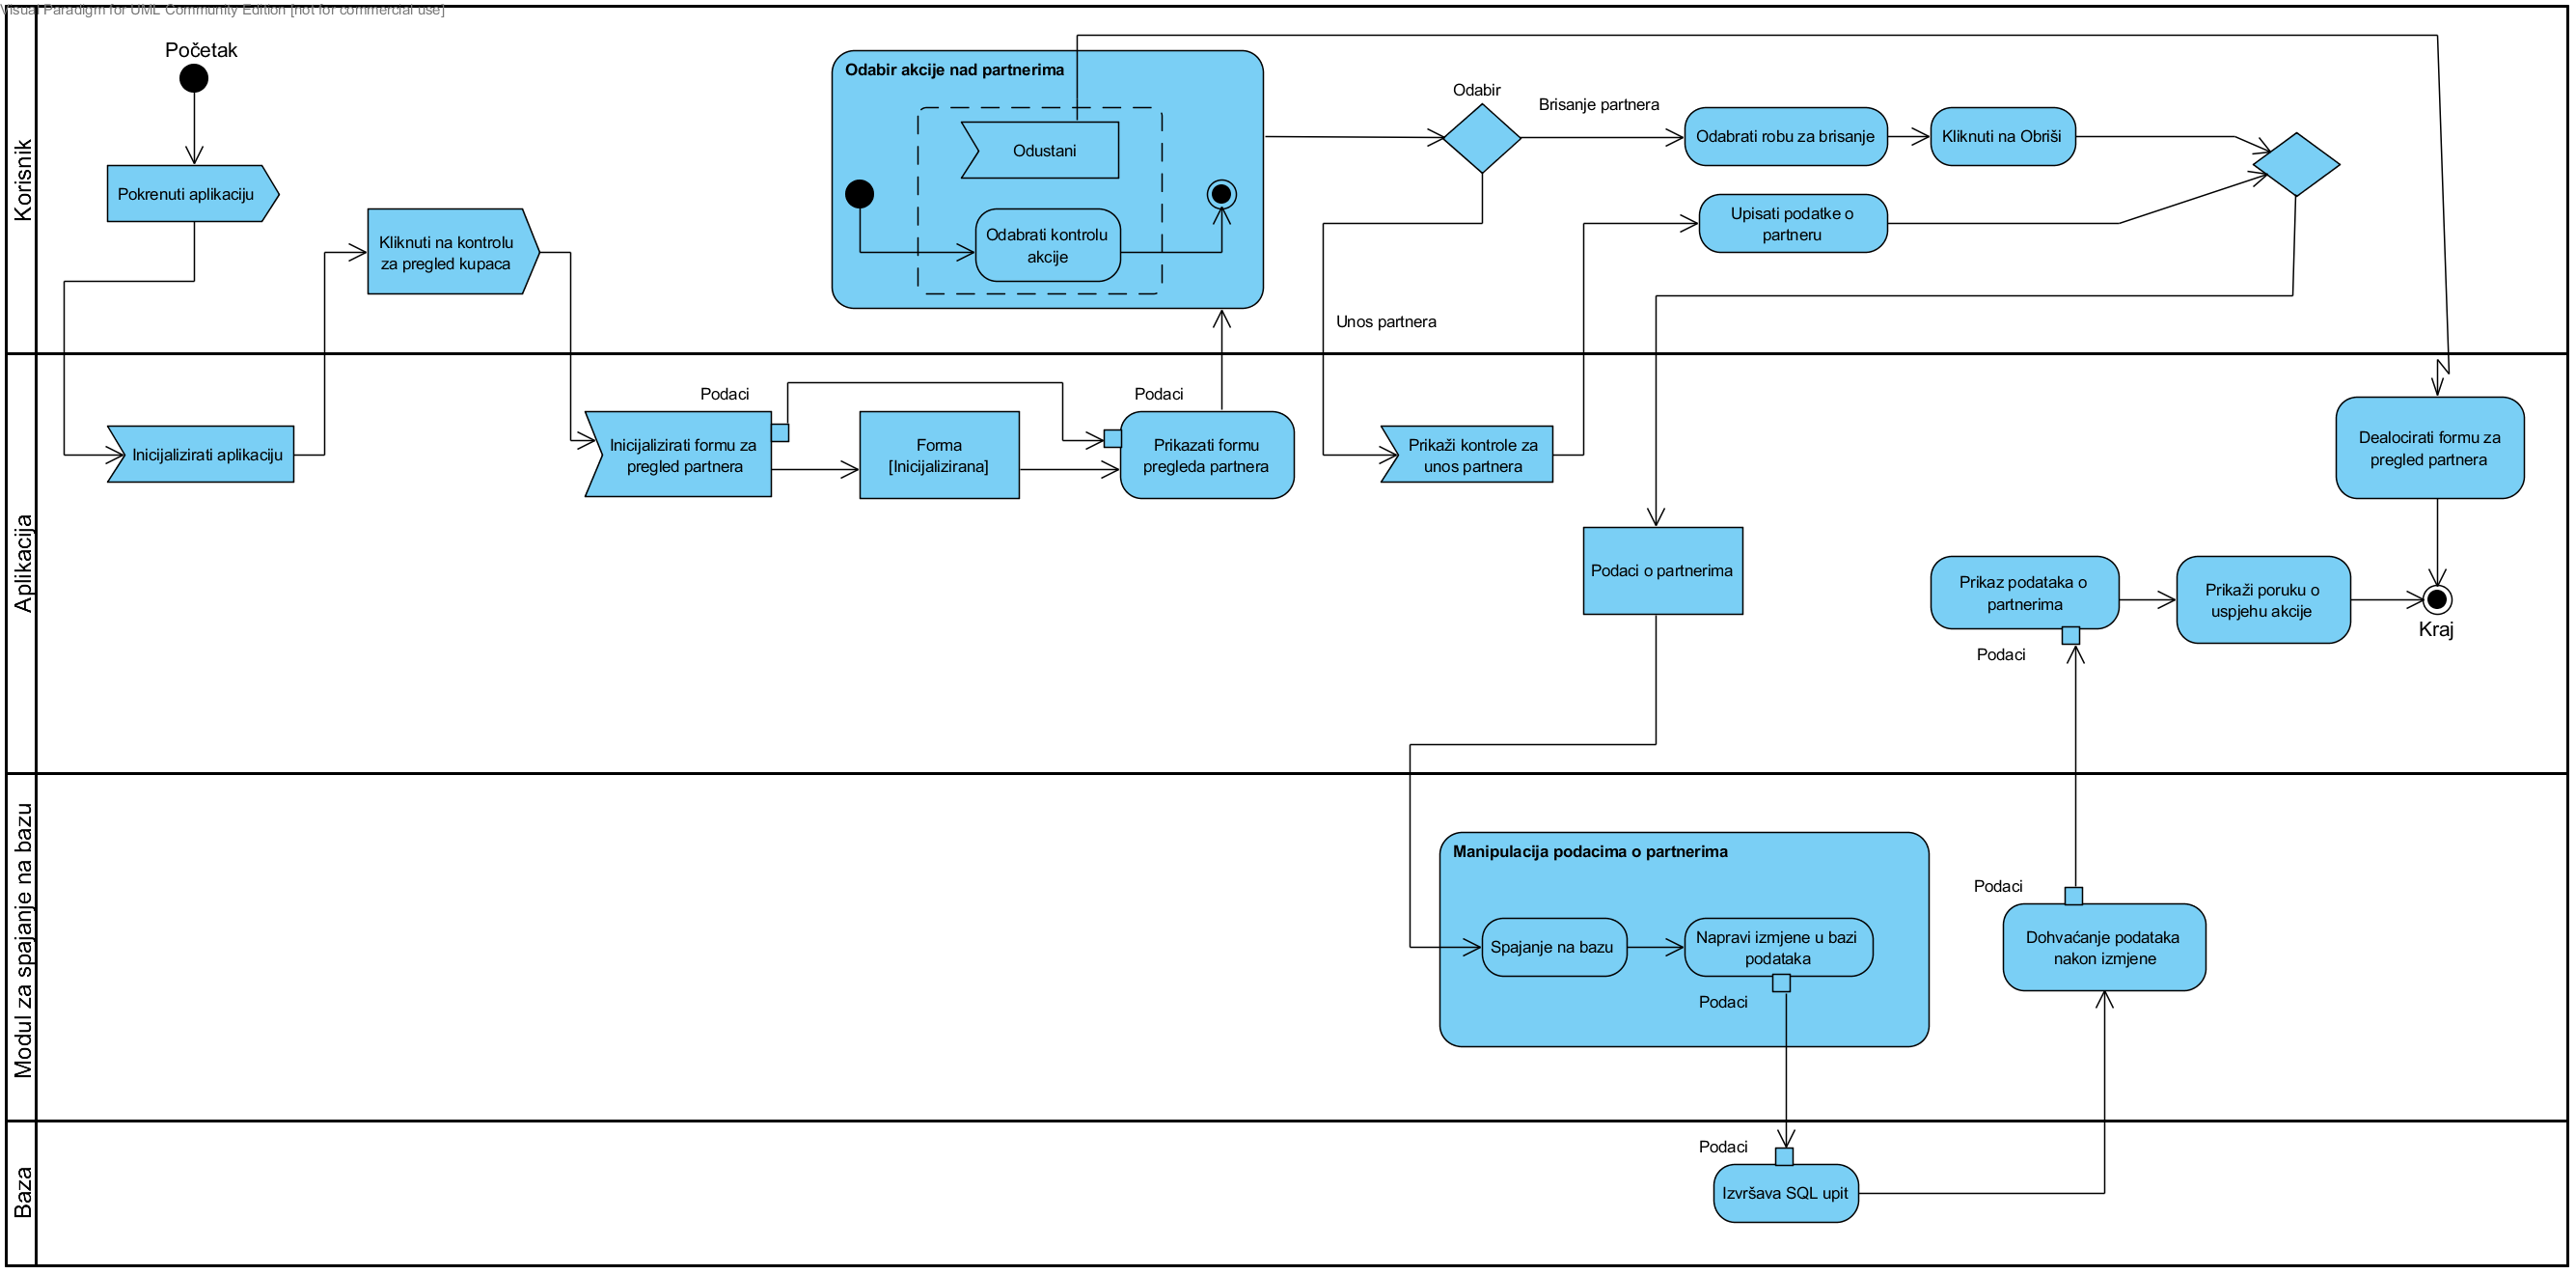 Visual Paradigm for UML Community Edition [not for commercial use]
Korisnik
Početak
Pokrenuti aplikaciju
Kliknuti na kontrolu
za pregled kupaca
Odabir akcije nad partnerima
Odustani
Odabrati kontrolu
akcije
Odabir
Brisanje partnera
Odabrati robu za brisanje
Kliknuti na Obriši
Upisati podatke o
partneru
Unos partnera
Aplikacija
Inicijalizirati aplikaciju
Podaci
Inicijalizirati formu za
pregled partnera
Forma
[Inicijalizirana]
Podaci
Prikazati formu
pregleda partnera
Prikaži kontrole za
unos partnera
Dealocirati formu za
pregled partnera
Podaci o partnerima
Prikaz podataka o
partnerima
Podaci
Prikaži poruku o
uspjehu akcije
Kraj
Modul za spajanje na bazu
Manipulacija podacima o partnerima
Spajanje na bazu
Napravi izmjene u bazi
podataka
Podaci
Podaci
Dohvaćanje podataka
nakon izmjene
Baza
Podaci
Izvršava SQL upit